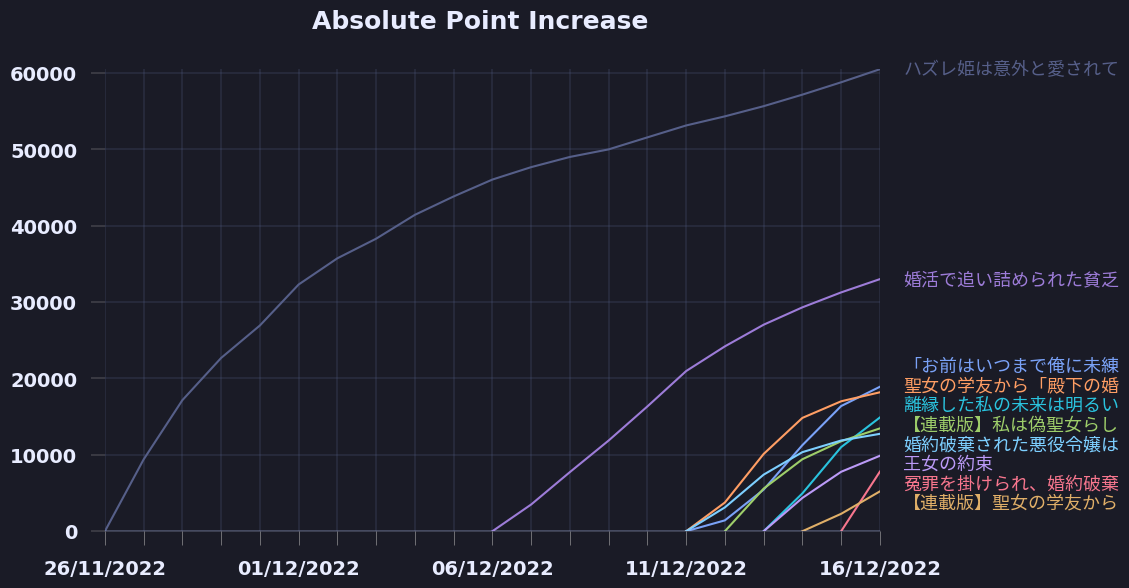 Absolute Point Increase
60000
50000
40000
30000
20000
10000
0
26/11/2022
01/12/2022
06/12/2022
11/12/2022
16/12/2022
ハズレ姫は意外と愛されて
婚活で追い詰められた貧乏
「お前はいつまで俺に未練
聖女の学友から「殿下の婚
離縁した私の未来は明るい
【連載版】私は偽聖女らし
婚約破棄された悪役令嬢は
王女の約束
冤罪を掛けられ、婚約破棄
【連載版】聖女の学友から